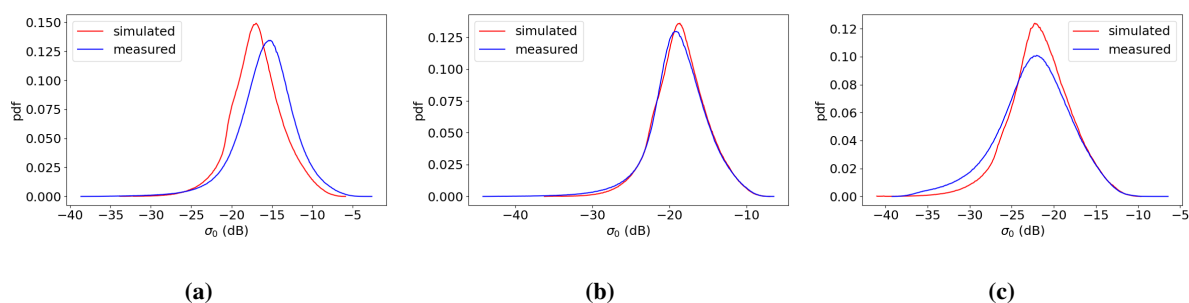 simulated
measured
pdf
0.150
0.125
0.100
0.075
0.050
0.025
0.000
−40 −35 −30 −25 −20 −15 −10 −5
σ0 (dB)
(a)
simulated
measured
pdf
0.125
0.100
0.075
0.050
0.025
0.000
−40 −30 −20 −10
σ0 (dB)
(b)
simulated
measured
pdf
0.12
0.10
0.08
0.06
0.04
0.02
0.00
−40 −35 −30 −25 −20 −15 −10 −5
σ0 (dB)
(c)